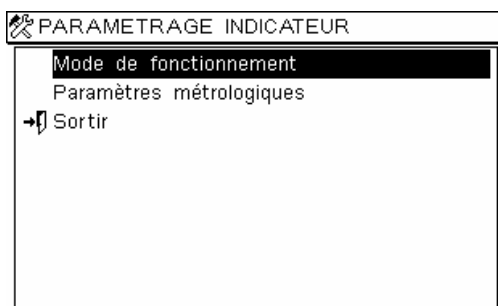 PARAMETRAGE INDICATEUR
Mode de fonctionnement
Paramètres métrologiques
Sortir